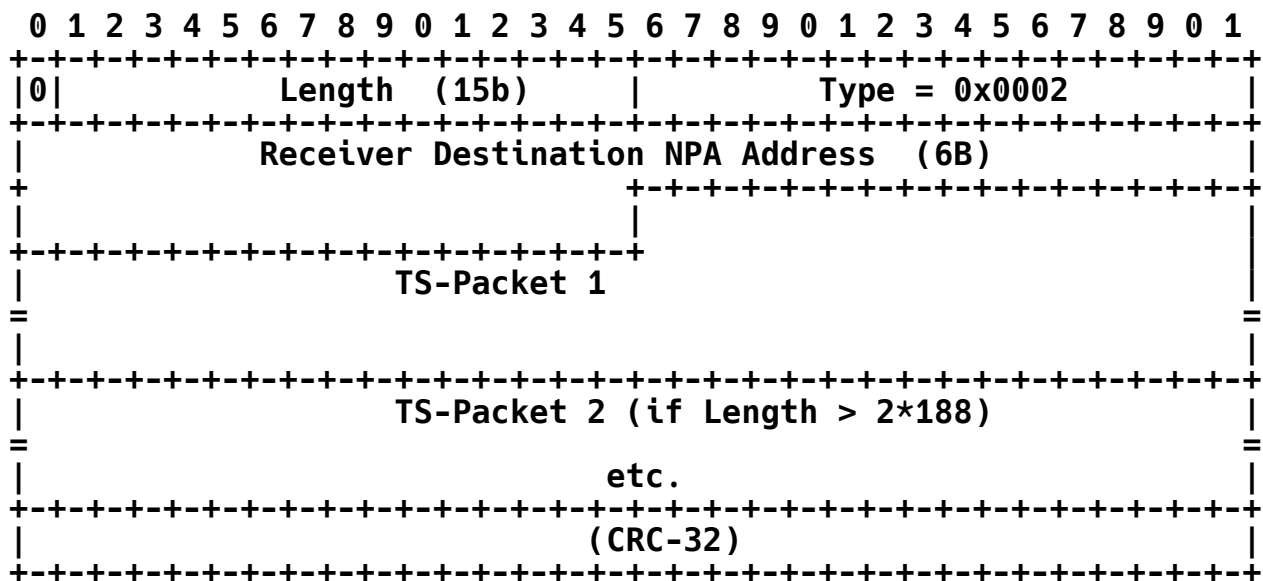 0 1 2 3 4 5 6 7 8 9 0 1 2 3 4 5 6 7 8 9 0 1 2 3 4 5 6 7 8 9 0 1
+-+-+-+-+-+-+-+-+-+-+-+-+-+-+-+-+-+-+-+-+-+-+-+-+-+-+-+-+-+-+-+-+
|0|           Length  (15b)     |         Type = 0x0002         |
+-+-+-+-+-+-+-+-+-+-+-+-+-+-+-+-+-+-+-+-+-+-+-+-+-+-+-+-+-+-+-+-+
|            Receiver Destination NPA Address  (6B)             |
+                               +-+-+-+-+-+-+-+-+-+-+-+-+-+-+-+-+
|                               |                               |
+-+-+-+-+-+-+-+-+-+-+-+-+-+-+-+-+                               |
|                   TS-Packet 1                                 |
=                                                               =
|                                                               |
+-+-+-+-+-+-+-+-+-+-+-+-+-+-+-+-+-+-+-+-+-+-+-+-+-+-+-+-+-+-+-+-+
|                   TS-Packet 2 (if Length > 2*188)             |
=                                                               =
|                              etc.                             |
+-+-+-+-+-+-+-+-+-+-+-+-+-+-+-+-+-+-+-+-+-+-+-+-+-+-+-+-+-+-+-+-+
|                             (CRC-32)                          |
+-+-+-+-+-+-+-+-+-+-+-+-+-+-+-+-+-+-+-+-+-+-+-+-+-+-+-+-+-+-+-+-+